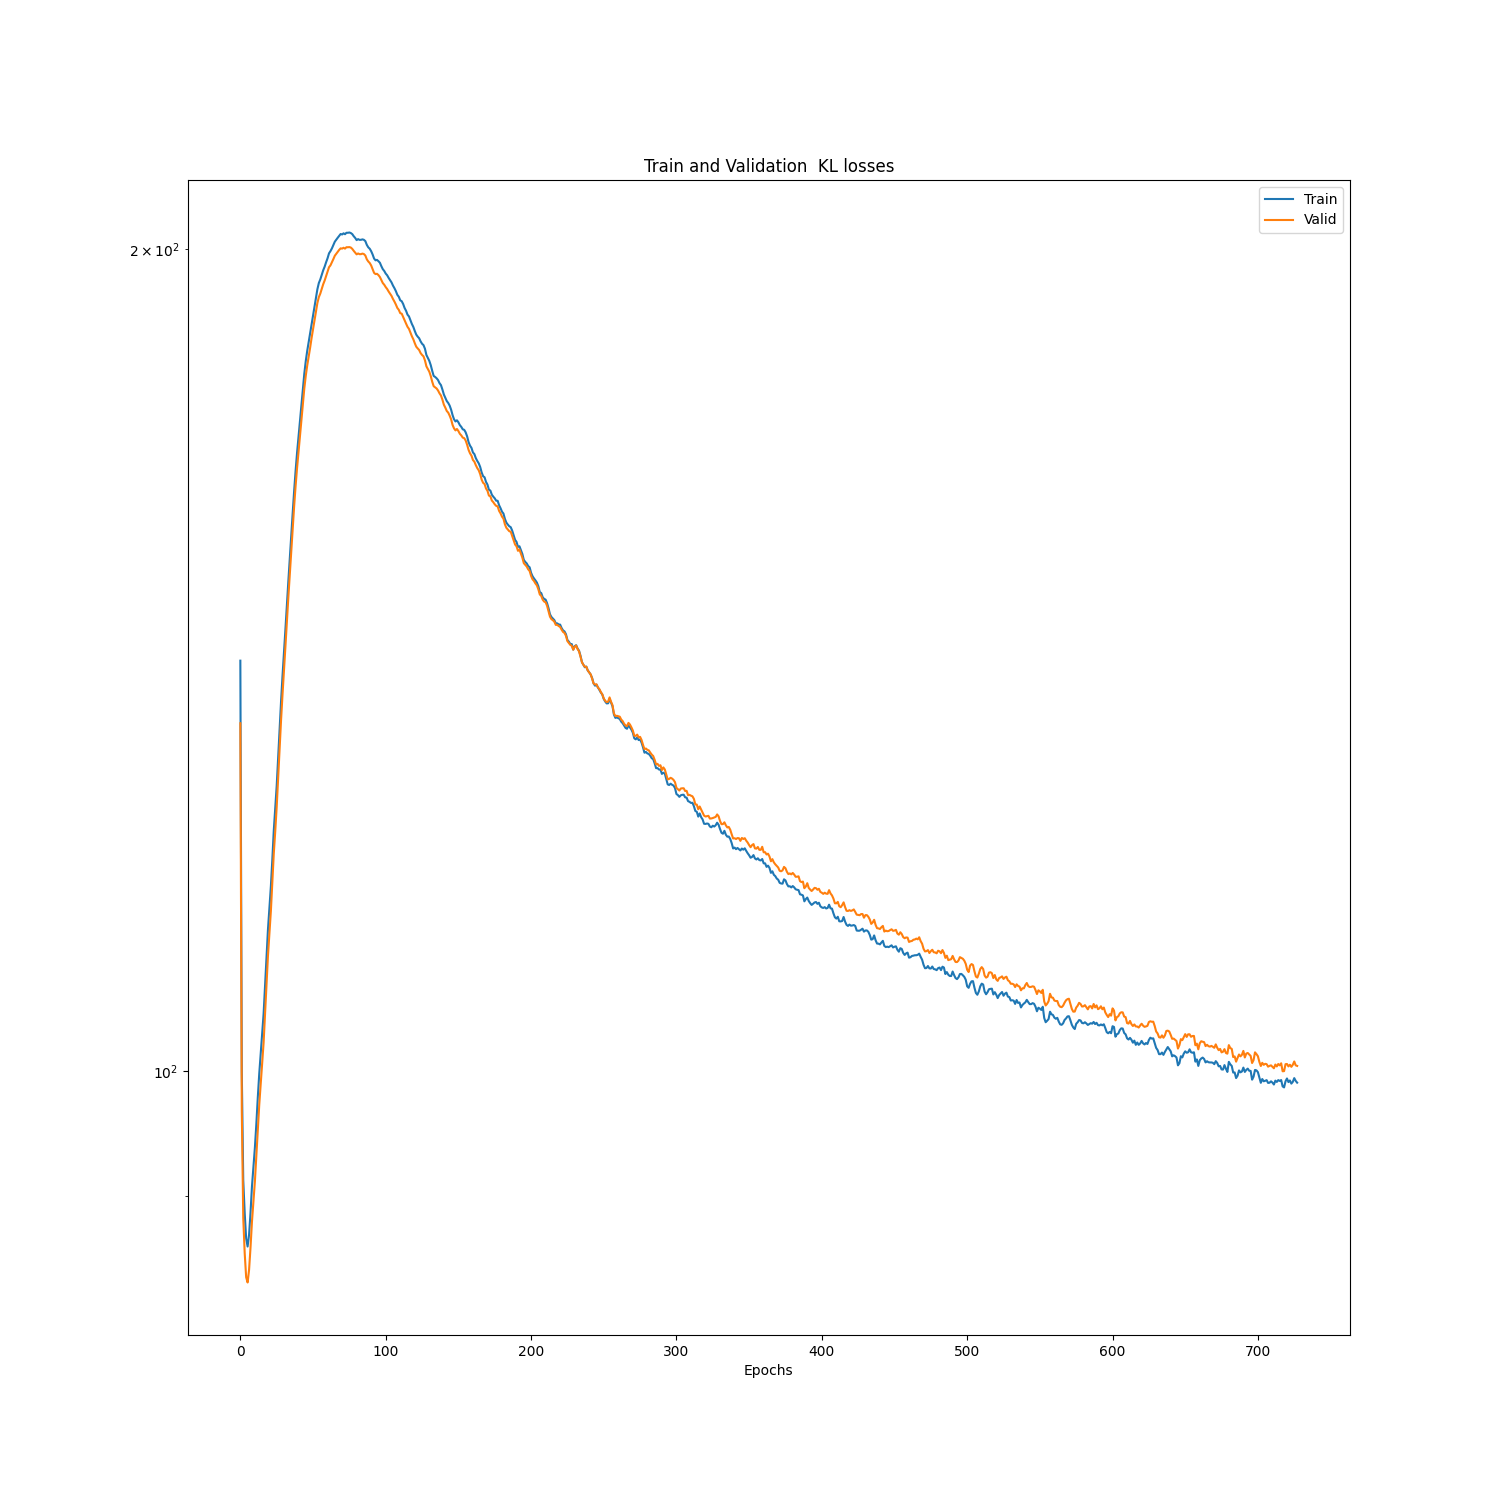 Train and Validation  KL losses
Train
Valid
2 × 10²
10²
0 100 200 300 400 500 600 700
Epochs